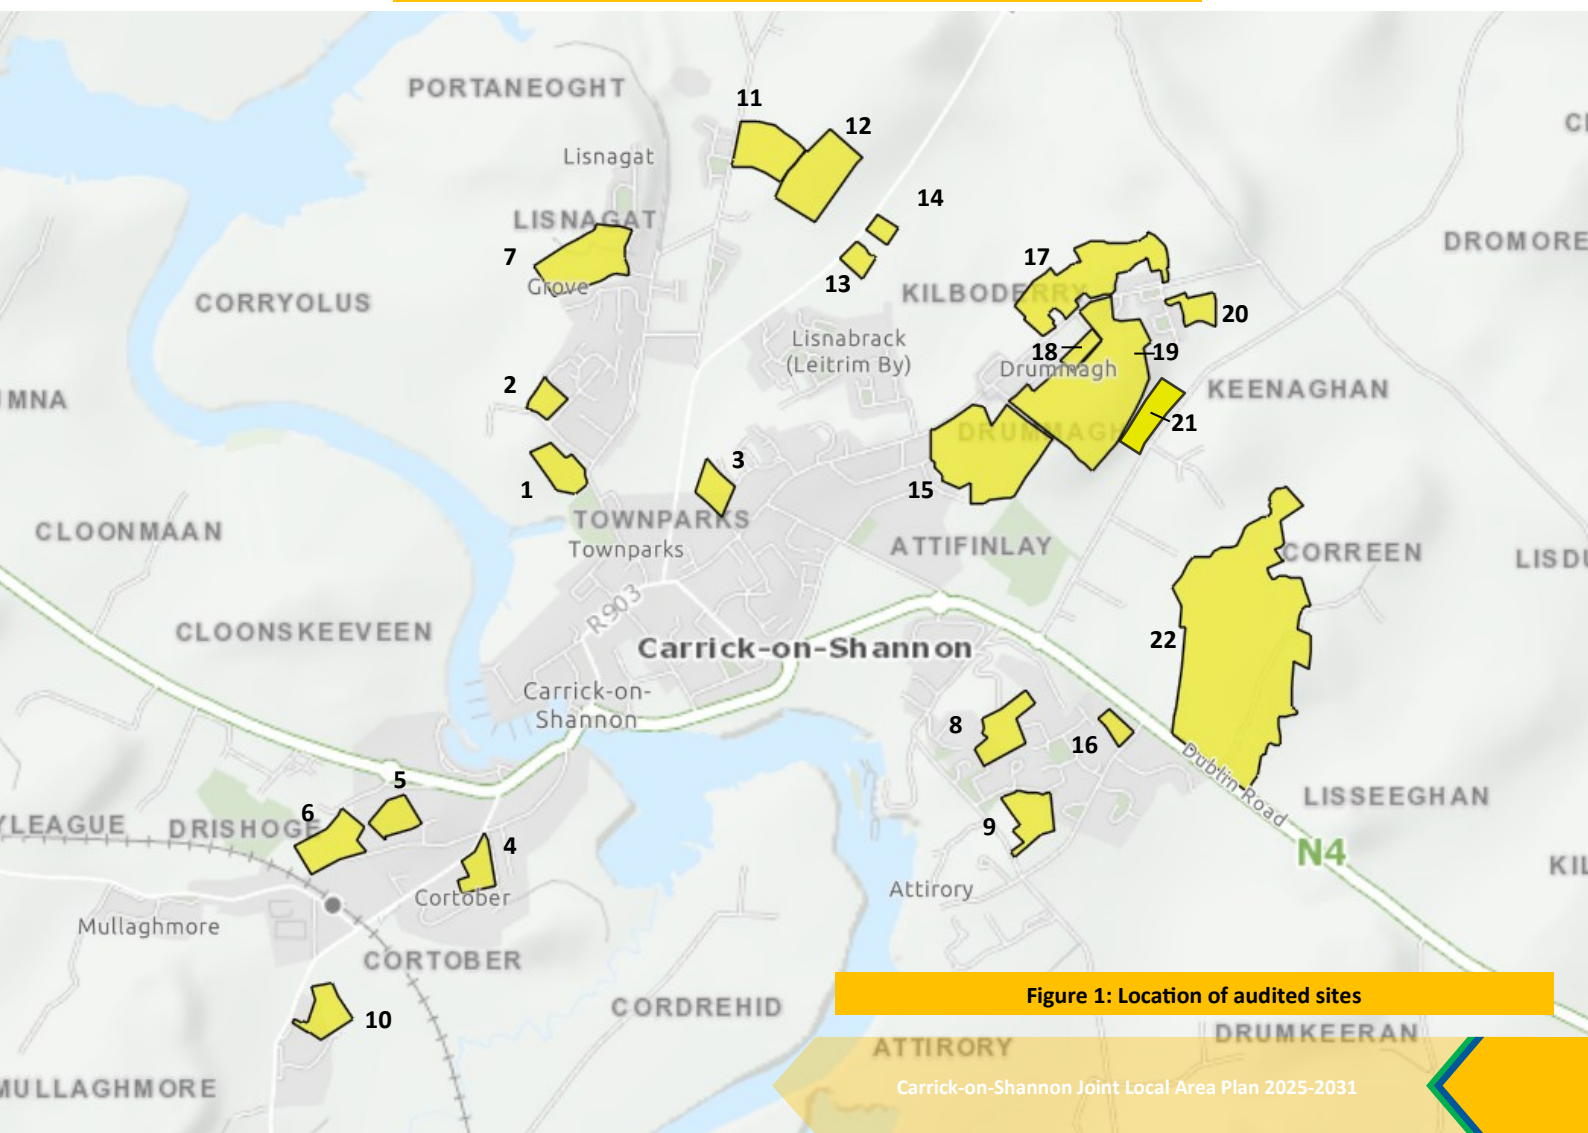 PORTANEOGHT
11
12
CI
Lisnagat
14
LISNAGAT
7
17
DROMORE
13
Grove
KILBODERRY
CORRYOLUS
20
Lisnabrack
(Leitrim By)
18
19
Drummagh
2
KEENAGHAN
MNA
21
DRUMMAGH
3
1
15
TOWNPARKS
CLOONMAAN
Townparks
ATTIFINLAY
CORREEN
LISDU
R903
CLOONSKEEVEEN
Carrick-on-Shannon
22
Carrick-on-
Shannon
8
16
Dublin Road
5
LISSEEGHAN
6
YLEAGUE
DRISHOGE
9
4
N4
KIL
Cortober
Attirory
Mullaghmore
CORTOBER
Figure 1: Location of audited sites
CORDREHID
10
DRUMKEERAN
ATTIRORY
MULLAGHMORE
Carrick-on-Shannon Joint Local Area Plan 2025-2031